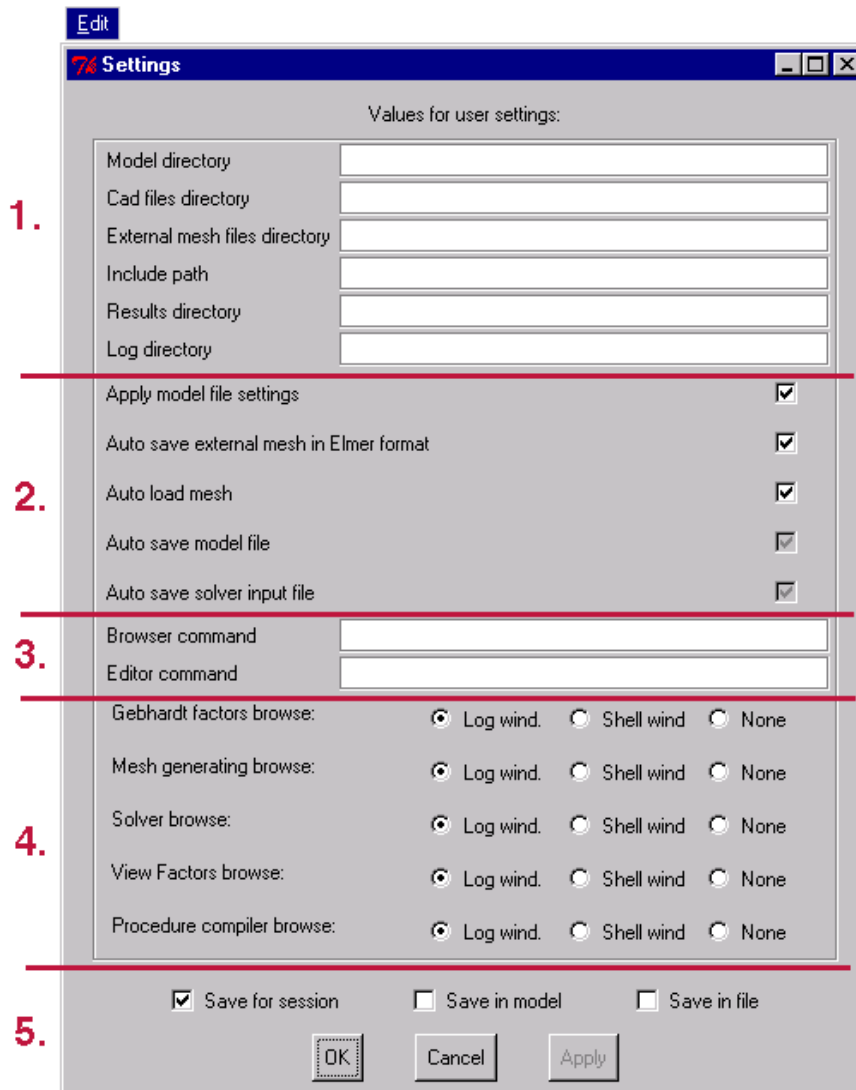 Edit
Settings
Values for user settings:
1.
Model directory
Cad files directory
External mesh files directory
Include path
Results directory
Log directory
2.
Apply model file settings
Auto save external mesh in Elmer format
Auto load mesh
Auto save model file
Auto save solver input file
3.
Browser command
Editor command
4.
Gebhardt factors browse: Log wind. Shell wind None
Mesh generating browse: Log wind. Shell wind None
Solver browse: Log wind. Shell wind None
View Factors browse: Log wind. Shell wind None
Procedure compiler browse: Log wind. Shell wind None
5.
Save for session Save in model Save in file
OK Cancel Apply